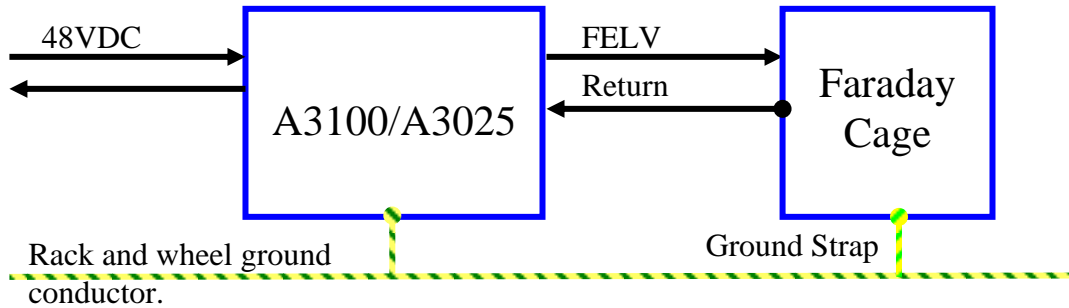 48VDC
FELV
Return
A3100/A3025
Faraday
Cage
Rack and wheel ground
conductor.
Ground Strap